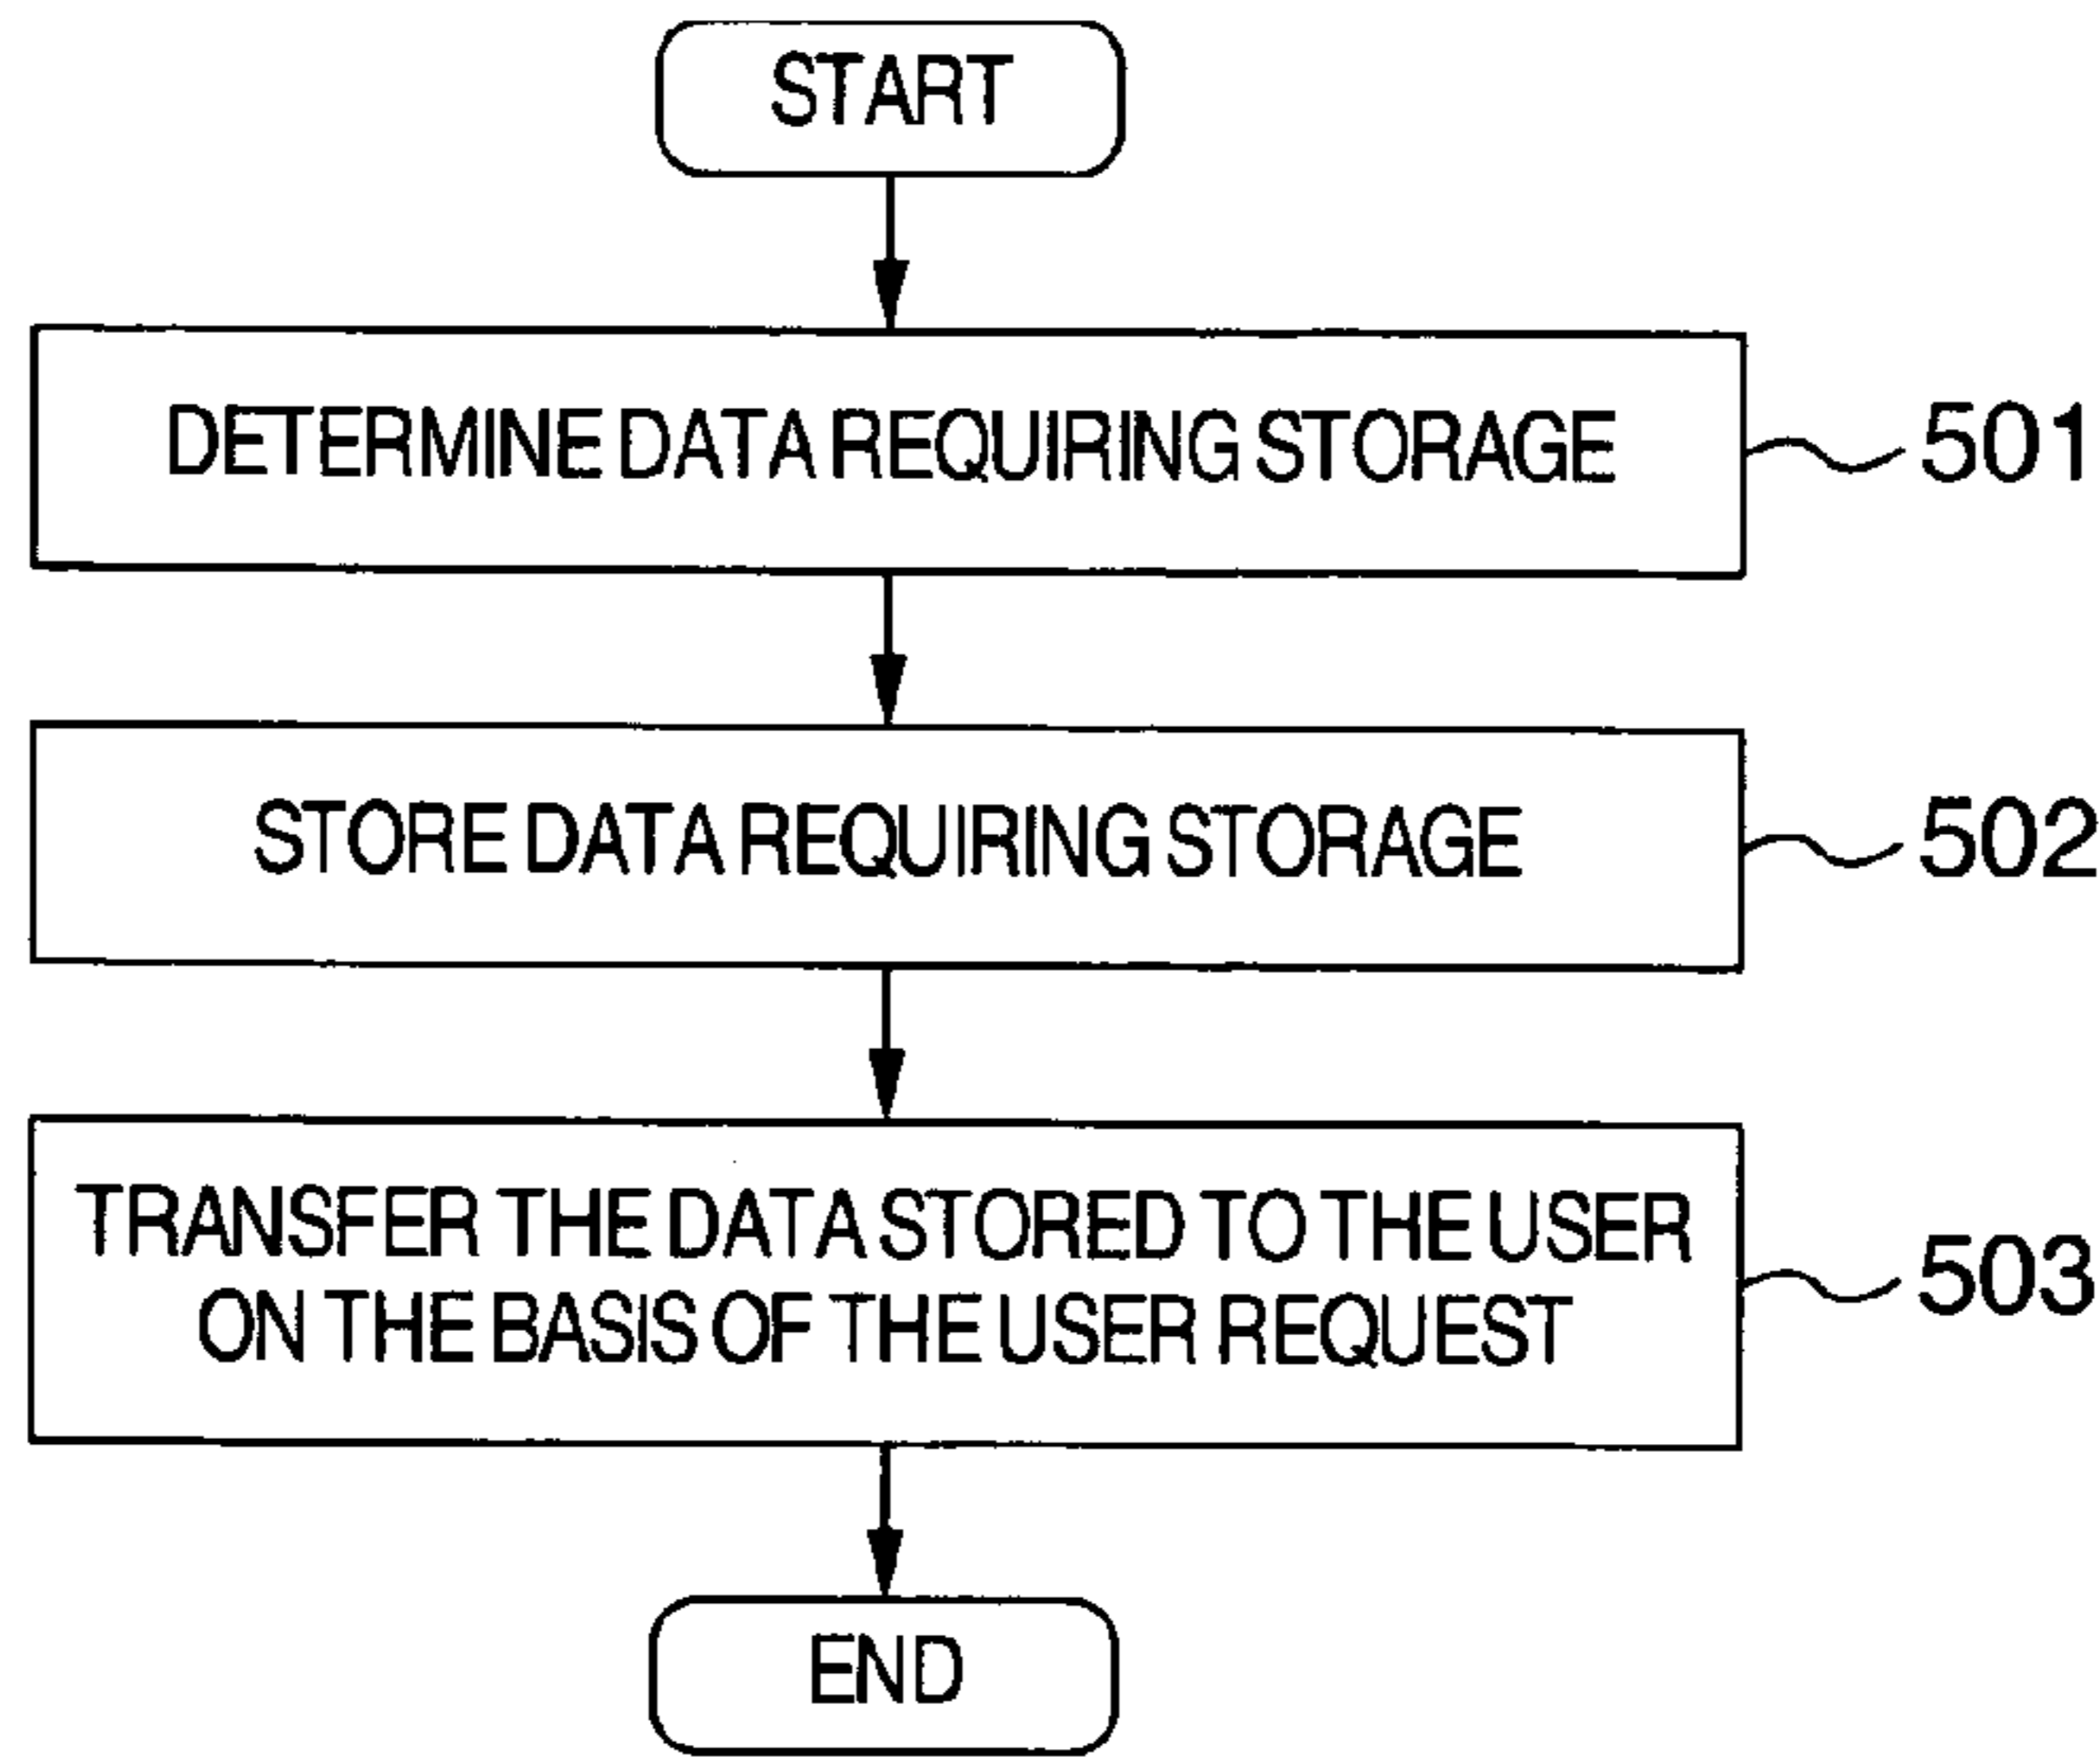 START
DETERMINE DATA REQUIRING STORAGE
501
STORE DATA REQUIRING STORAGE
502
TRANSFER THE DATA STORED TO THE USER
ON THE BASIS OF THE USER REQUEST
503
END